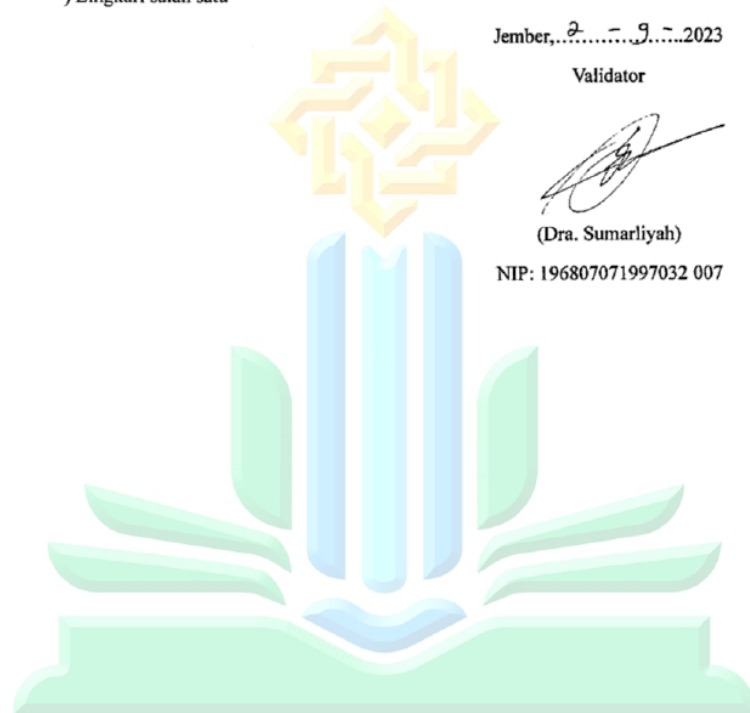 ) Lingkari salah satu
Jember, 2 - 9 - 2023
Validator
(Dra. Sumarliyah)
NIP: 196807071997032 007